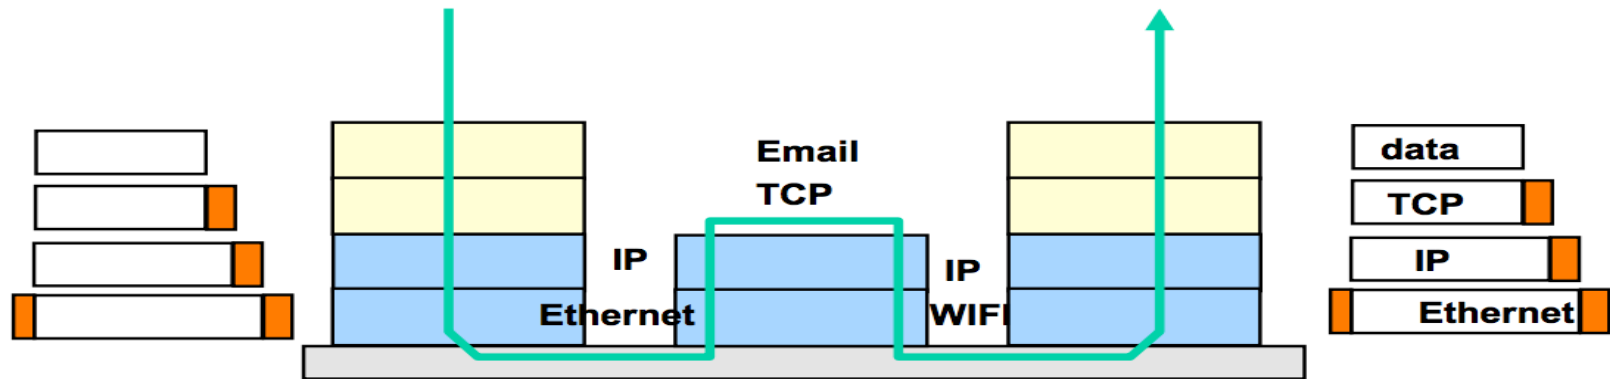 Email
TCP
IP
Ethernet
IP
WIFI
data
TCP
IP
Ethernet